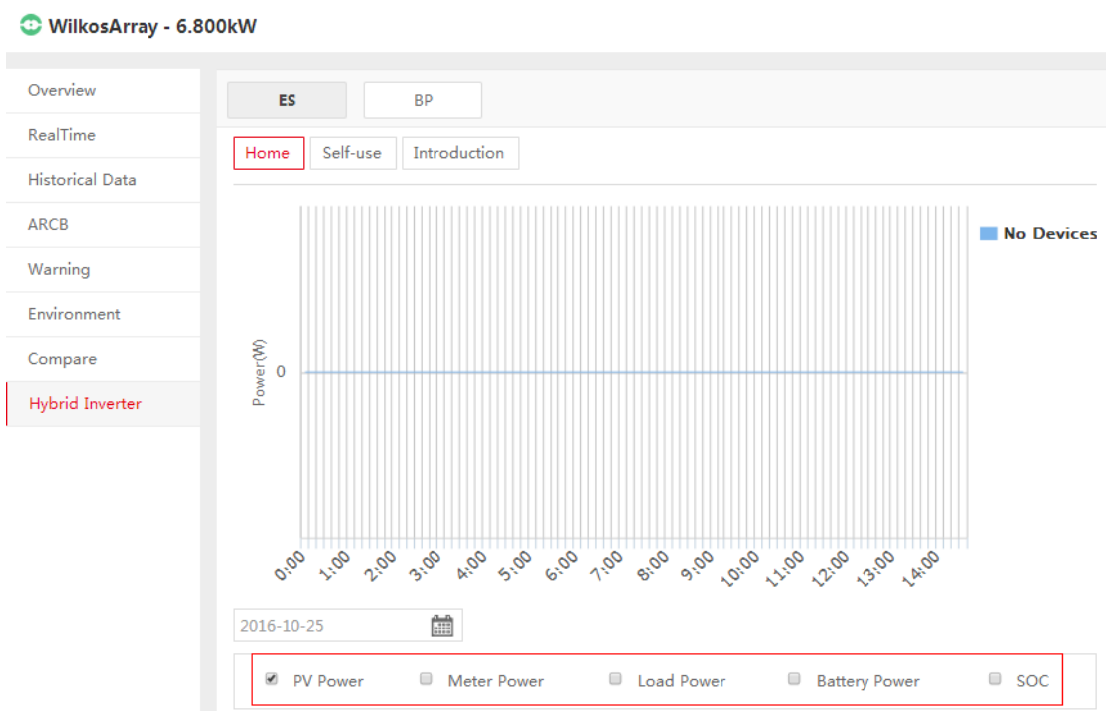 WilkosArray - 6.800kW
Overview
RealTime
Historical Data
ARCB
Warning
Environment
Compare
Hybrid Inverter
ES BP
Home Self-use Introduction
No Devices
Power(W)
0
0:00 1:00 2:00 3:00 4:00 5:00 6:00 7:00 8:00 9:00 10:00 11:00 12:00 13:00 14:00
2016-10-25
PV Power Meter Power Load Power Battery Power SOC